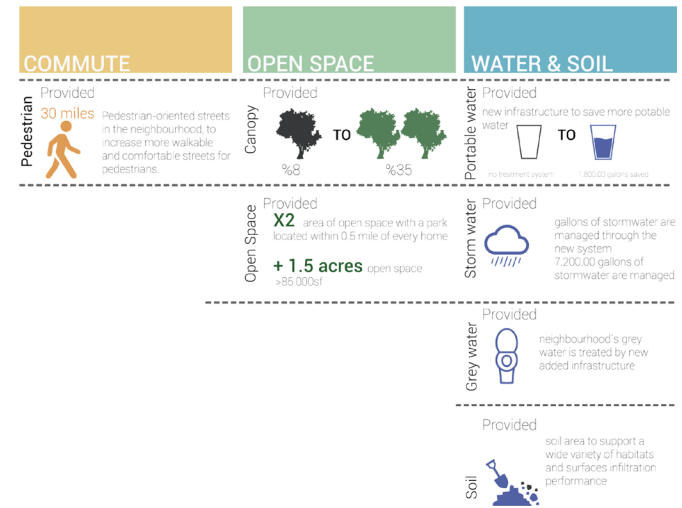 COMMUTE
Pedestrian
Provided
30 miles
Pedestrian-oriented streets
in the neighbourhood, to
increase more walkable
and comfortable streets for
pedestrians.
OPEN SPACE
Canopy
Provided
TO
%8
%35
Open Space
Provided
X2 area of open space with a park
located within 0.5 mile of every home
+ 1.5 acres open space
>85.000sf
WATER & SOIL
Portable water
Provided
new infrastructure to save more potable
water
TO
no treatment system
1,800.00 gallons saved
Storm water
Provided
gallons of stormwater are
managed through the
new system
7.200.00 gallons of
stormwater are managed
Grey water
Provided
neighbourhood's grey
water is treated by new
added infrastructure
Soil
Provided
soil area to support a
wide variety of habitats
and surfaces infiltration
performance